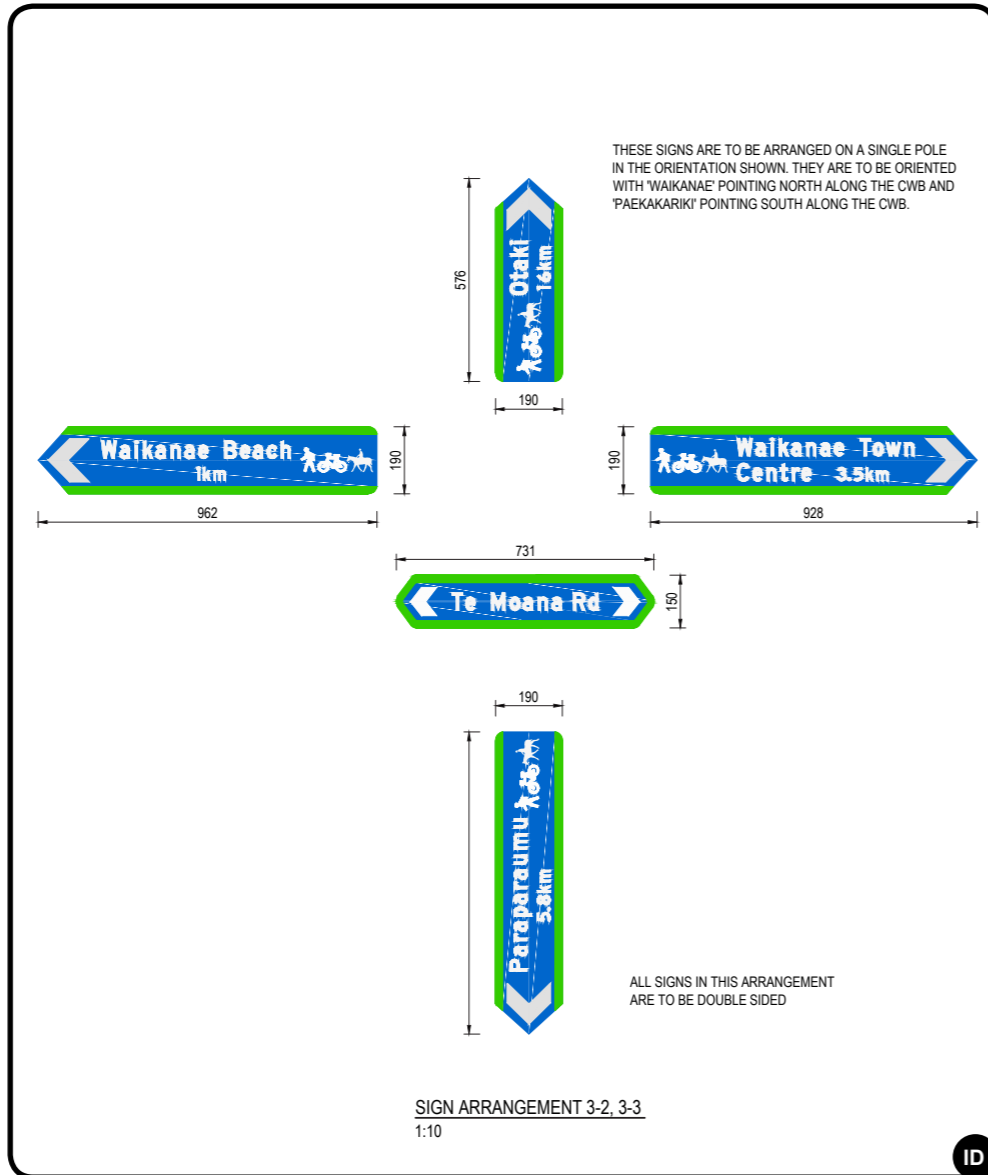 THESE SIGNS ARE TO BE ARRANGED ON A SINGLE POLE
IN THE ORIENTATION SHOWN. THEY ARE TO BE ORIENTED
WITH 'WAIKANAE' POINTING NORTH ALONG THE CWB AND
'PAEKAKARIKI' POINTING SOUTH ALONG THE CWB.
576
Otaki
16km
190
Waikanae Beach
1km
190
962
190
Waikanae Town
Centre 3.5km
928
731
Te Moana Rd
150
190
Paraparaumu
5.8km
ALL SIGNS IN THIS ARRANGEMENT
ARE TO BE DOUBLE SIDED
SIGN ARRANGEMENT 3-2, 3-3
1:10
ID